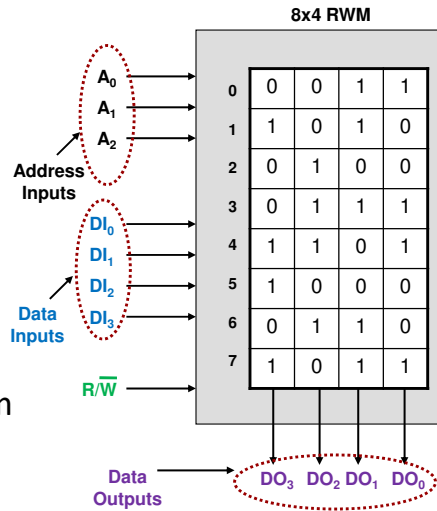 8x4 RWM
A₀
A₁
A₂
Address
Inputs
DI₀
DI₁
DI₂
DI₃
Data
Inputs
R/W̅
n
0 0 0 1 1
1 1 0 1 0
2 0 1 0 0
3 0 1 1 1
4 1 1 0 1
5 1 0 0 0
6 0 1 1 0
7 1 0 1 1
Data
Outputs
DO₃ DO₂ DO₁ DO₀